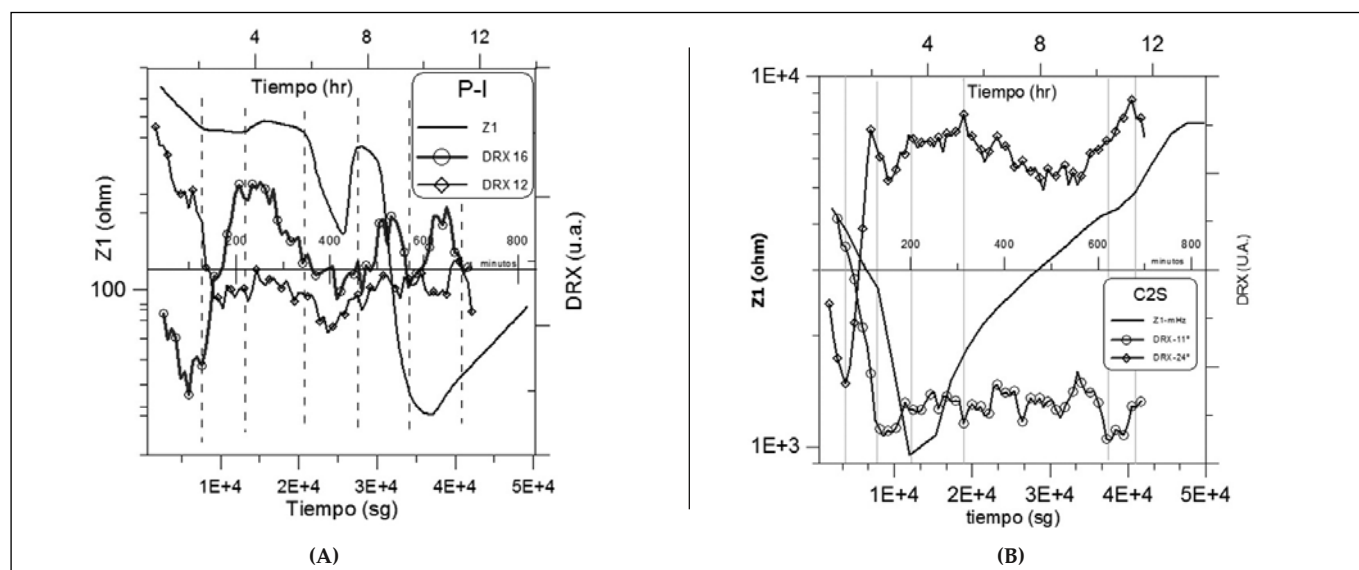 4 8 12
Tiempo (hr)
P-I
Z1
DRX 16
DRX 12
Z1 (ohm)
100
200 400 600 800
minutos
DRX (u.a.)
1E+4 2E+4 3E+4 4E+4 5E+4
Tiempo (sg)
(A)
4 8 12
1E+4
Tiempo (hr)
Z1 (ohm)
0 200 400 600 800
minutos
C2S
Z1-mHz
DRX-11°
DRX-24°
DRX (U.A.)
1E+3
1E+4 2E+4 3E+4 4E+4 5E+4
tiempo (sg)
(B)